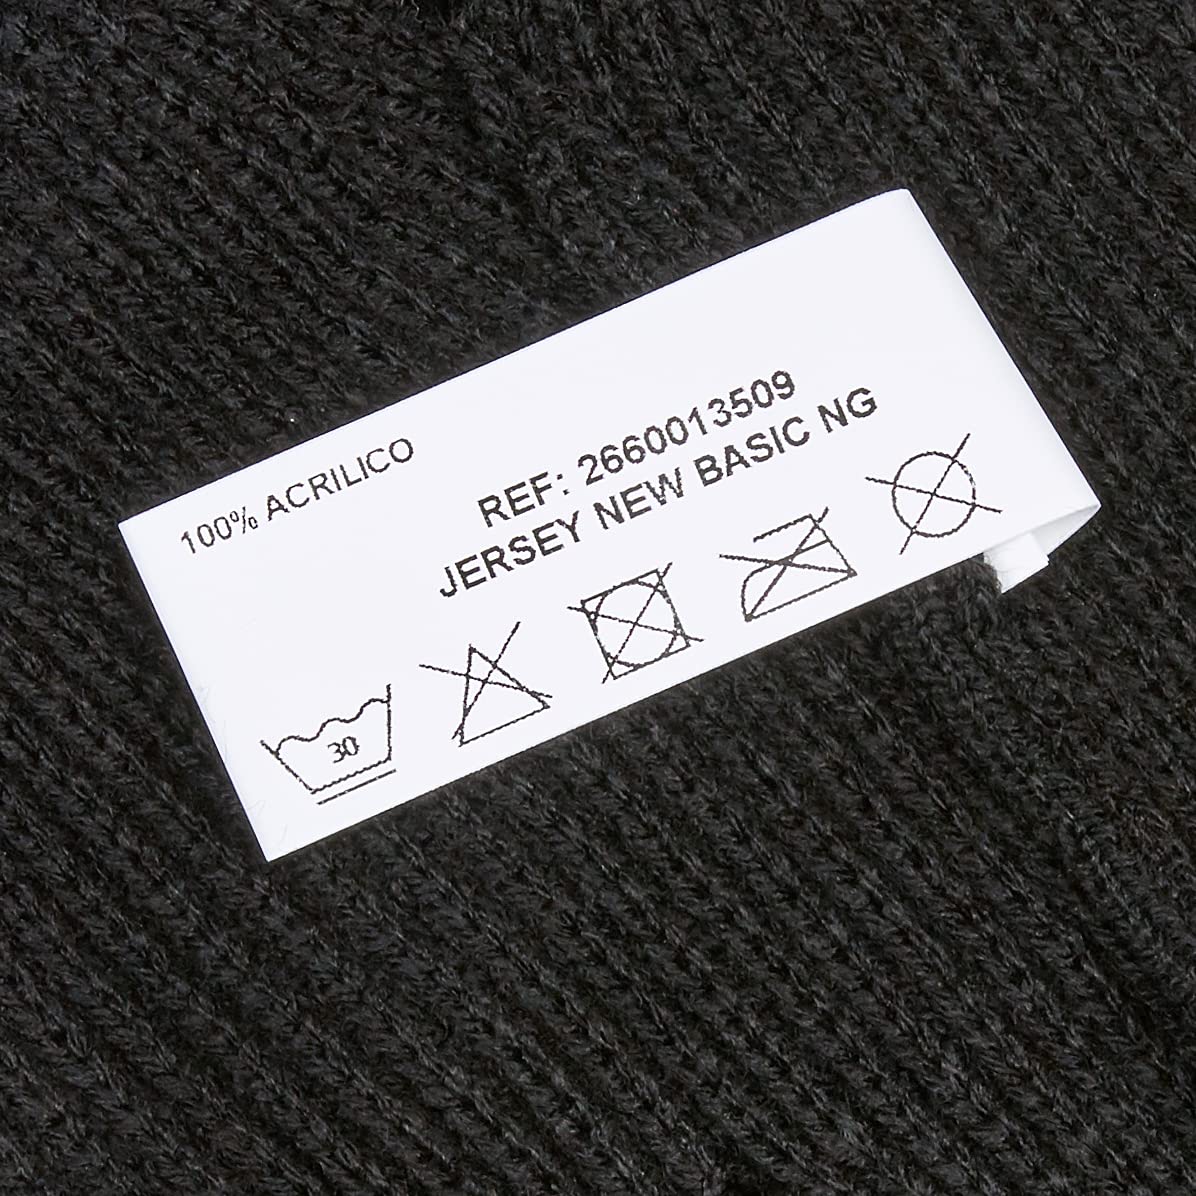 100% ACRILICO
REF: 2660013509
JERSEY NEW BASIC NG
30